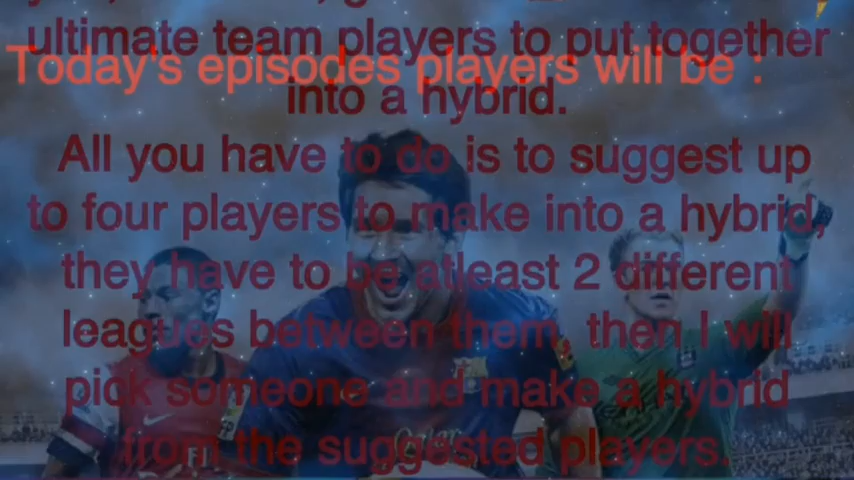 ultimate team players to put together
Today's episodes players will be :
into a hybrid.
All you have to do is to suggest up
to four players to make into a hybrid,
they have to be atleast 2 different
leagues between them, then I will
pick someone and make a hybrid
from the suggested players.
Qatar